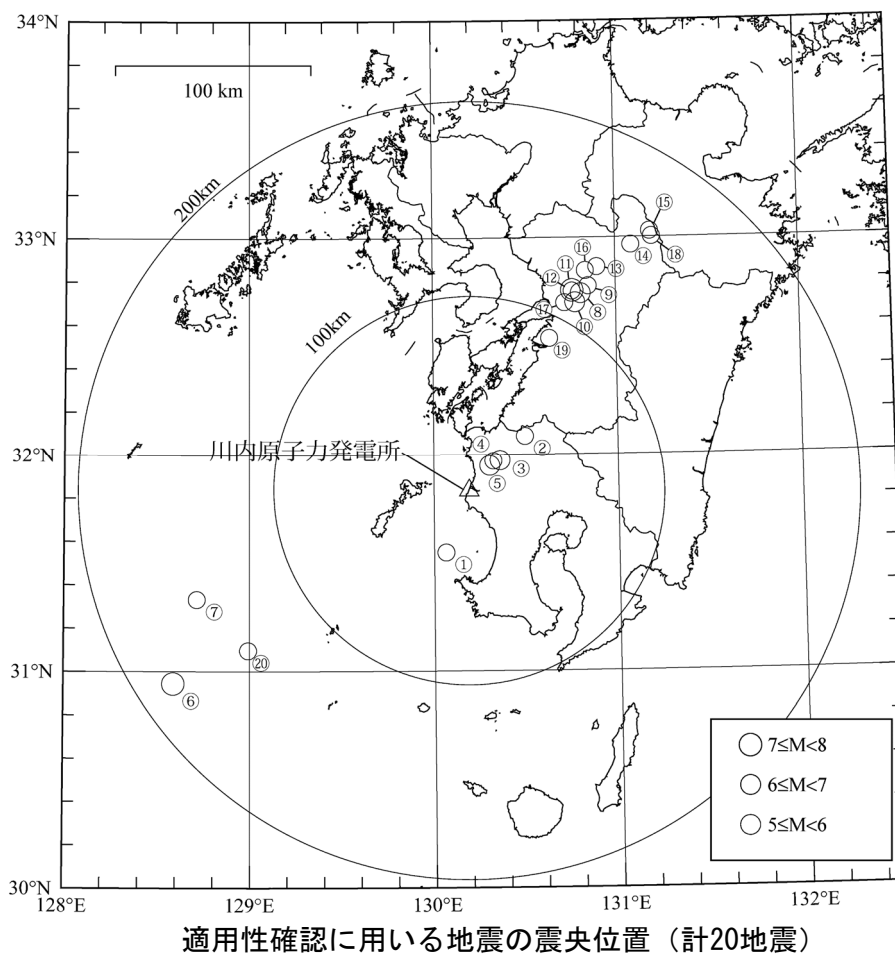 34°N
100 km
200km
⑮
33°N
⑯
⑪ ⑬ ⑭ ⑱
⑫
⑨
100km ⑰ ⑧
⑩
⑲
④ ②
32°N
川内原子力発電所
③
⑤
①
⑦
⑳
31°N
⑥
7≤M<8
6≤M<7
5≤M<6
30°N
128°E 129°E 130°E 131°E 132°E
適用性確認に用いる地震の震央位置（計20地震）